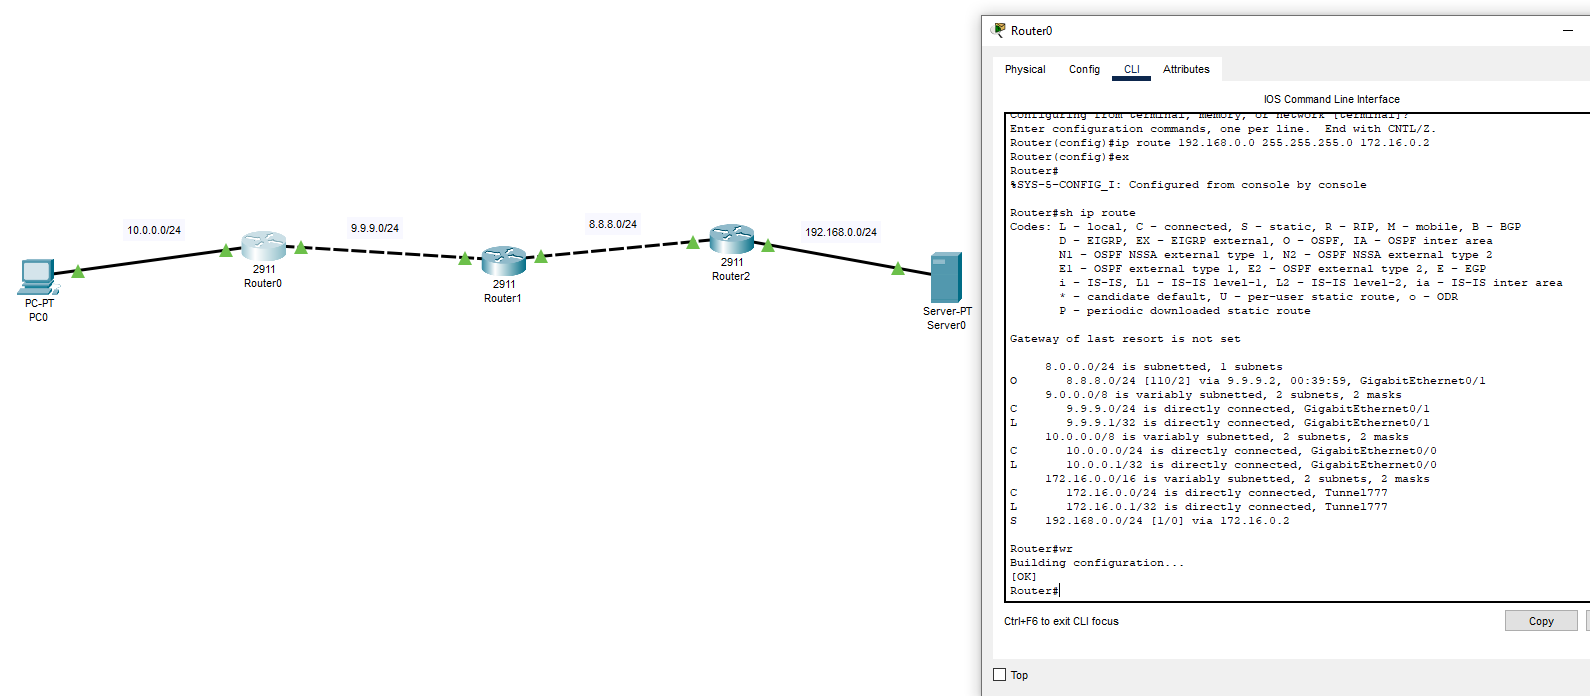 10.0.0.0/24
9.9.9.0/24
8.8.8.0/24
192.168.0.0/24
2911
Router0
2911
Router1
2911
Router2
PC-PT
PC0
Server-PT
Server0
Router0
Physical Config CLI Attributes
IOS Command Line Interface
Configuring from terminal, memory, or network [terminal]?
Enter configuration commands, one per line.  End with CNTL/Z.
Router(config)#ip route 192.168.0.0 255.255.255.0 172.16.0.2
Router(config)#ex
Router#
%SYS-5-CONFIG_I: Configured from console by console
Router#sh ip route
Codes: L - local, C - connected, S - static, R - RIP, M - mobile, B - BGP
D - EIGRP, EX - EIGRP external, O - OSPF, IA - OSPF inter area
N1 - OSPF NSSA external type 1, N2 - OSPF NSSA external type 2
E1 - OSPF external type 1, E2 - OSPF external type 2, E - EGP
i - IS-IS, L1 - IS-IS level-1, L2 - IS-IS level-2, ia - IS-IS inter area
* - candidate default, U - per-user static route, o - ODR
P - periodic downloaded static route
Gateway of last resort is not set
8.0.0.0/24 is subnetted, 1 subnets
O 8.8.8.0/24 [110/2] via 9.9.9.2, 00:39:59, GigabitEthernet0/1
9.0.0.0/8 is variably subnetted, 2 subnets, 2 masks
C 9.9.9.0/24 is directly connected, GigabitEthernet0/1
L 9.9.9.1/32 is directly connected, GigabitEthernet0/1
10.0.0.0/8 is variably subnetted, 2 subnets, 2 masks
C 10.0.0.0/24 is directly connected, GigabitEthernet0/0
L 10.0.0.1/32 is directly connected, GigabitEthernet0/0
172.16.0.0/16 is variably subnetted, 2 subnets, 2 masks
C 172.16.0.0/24 is directly connected, Tunnel777
L 172.16.0.1/32 is directly connected, Tunnel777
S 192.168.0.0/24 [1/0] via 172.16.0.2
Router#wr
Building configuration...
[OK]
Router#
Ctrl+F6 to exit CLI focus
Copy
Top